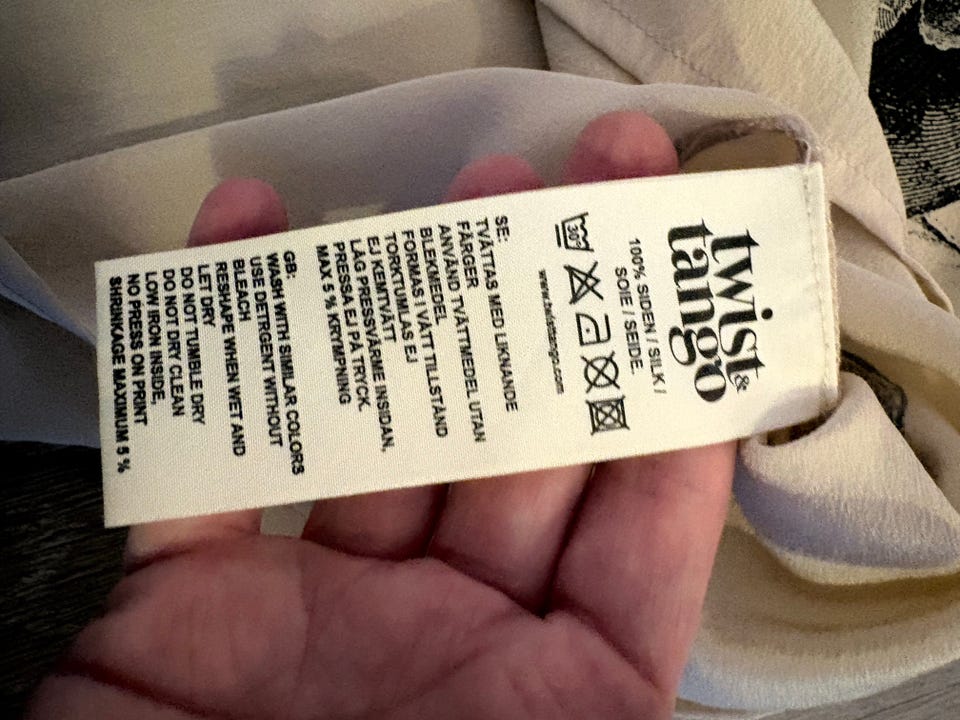 twist &
tango
100% SIDEN / SILK /
SOIE / SEIDE.
30
www.twisttango.com
SE:
TVÄTTAS MED LIKNANDE
FÄRGER
ANVÄND TVÄTTMEDEL UTAN
BLEKMEDEL
FORMAS I VÅTT TILLSTÅND
TORKTUMLAS EJ
EJ KEMTVÄTT
LÅG PRESSVÄRME INSIDAN,
PRESSA EJ PÅ TRYCK.
MAX 5 % KRYMPNING
GB:
WASH WITH SIMILAR COLORS
USE DETRGENT WITHOUT
BLEACH
RESHAPE WHEN WET AND
LET DRY
DO NOT TUMBLE DRY
DO NOT DRY CLEAN
LOW IRON INSIDE,
NO PRESS ON PRINT
SHRINKAGE MAXIMUM 5 %